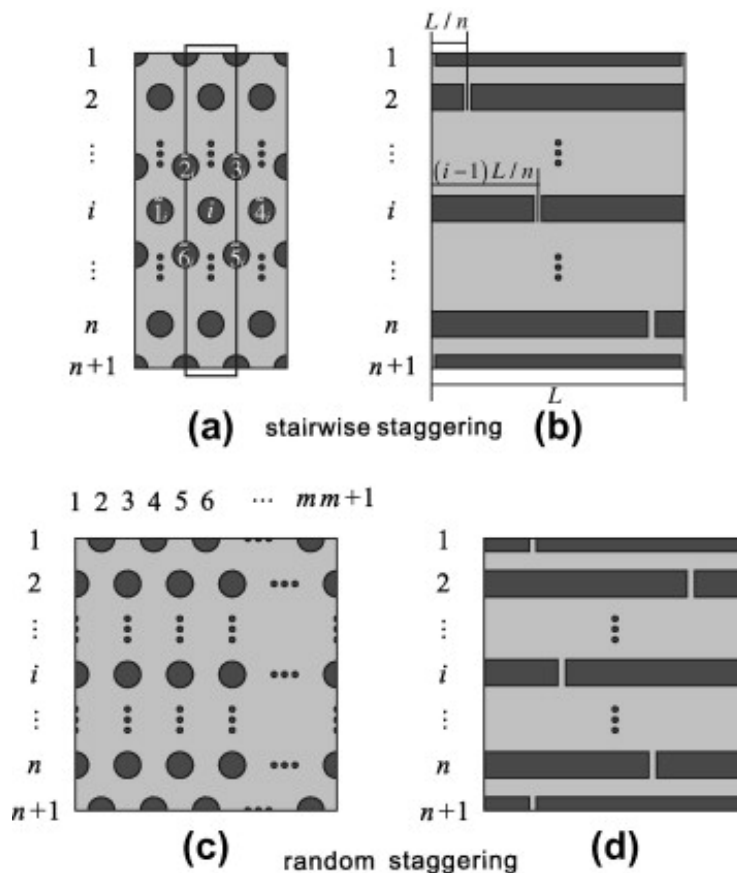 L / n
1
2
⋮
i
⋮
n
n+1
2
3
1
i
4
6
5
1
2
⋮
(i−1) L / n
i
⋮
n
n+1
L
(a) stairwise staggering (b)
1 2 3 4 5 6 ⋯ m m+1
1
2
⋮
i
⋮
n
n+1
1
2
⋮
i
⋮
n
n+1
(c) random staggering (d)